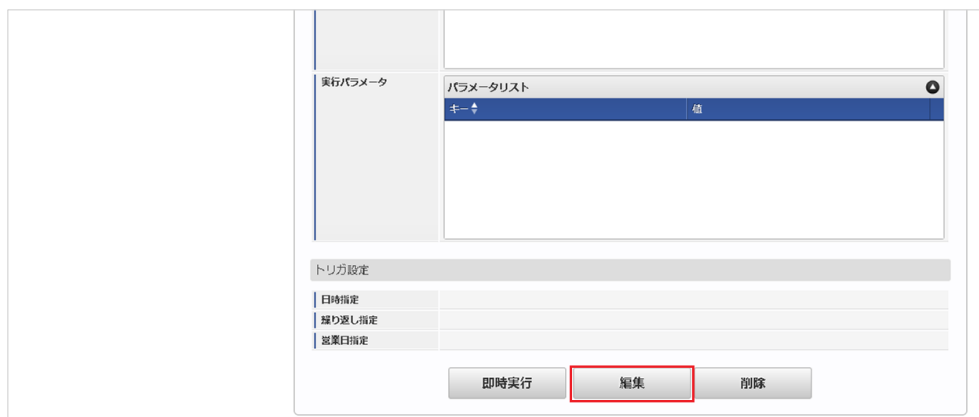 実行パラメータ
パラメータリスト
キー 値
トリガ設定
日時指定
繰り返し指定
営業日指定
即時実行 編集 削除